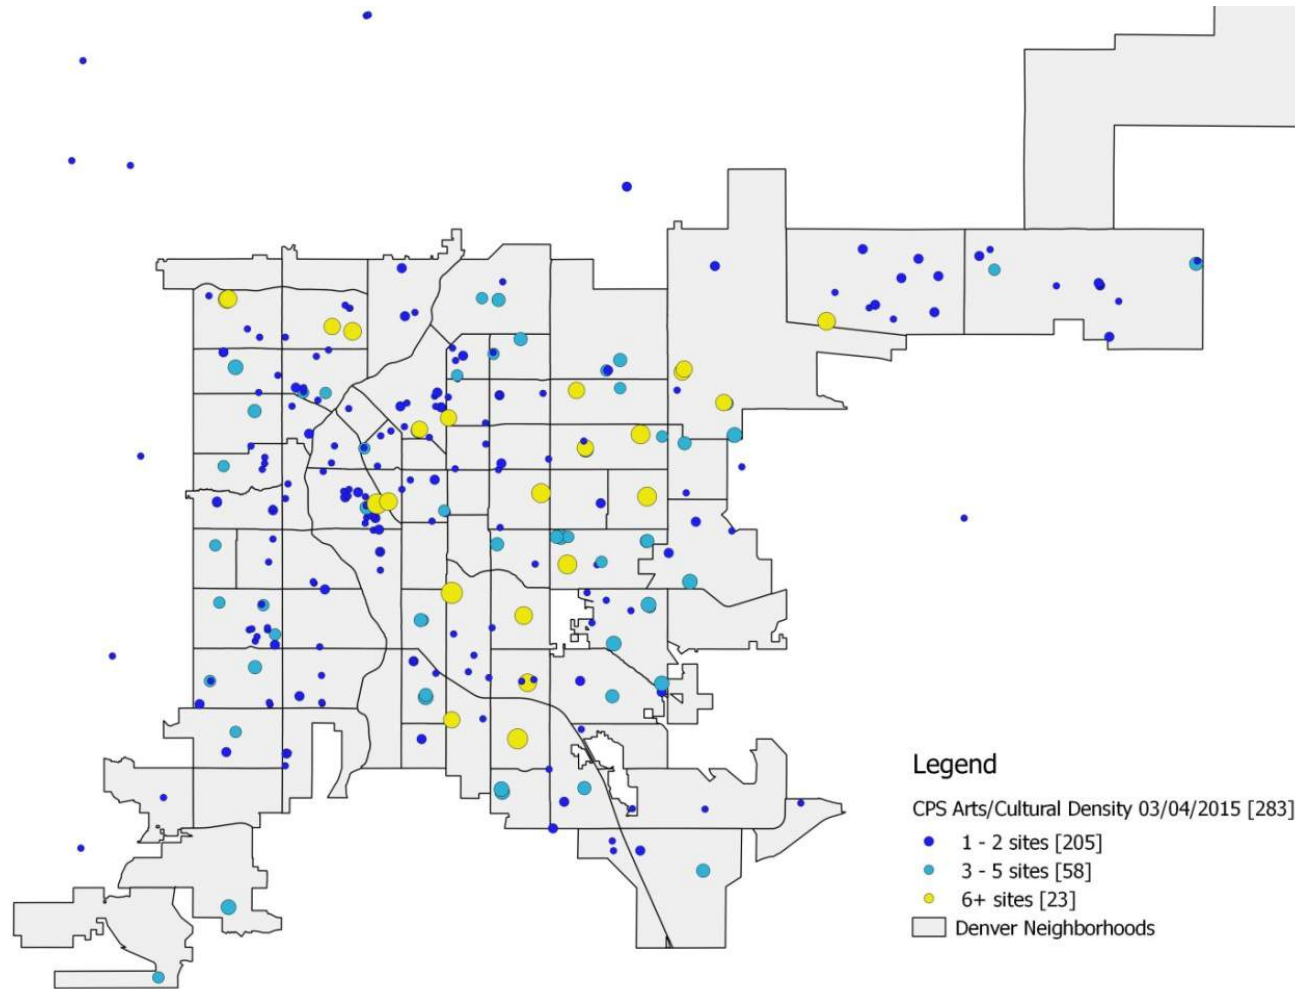 Legend
CPS Arts/Cultural Density 03/04/2015 [283]
1 - 2 sites [205]
3 - 5 sites [58]
6+ sites [23]
Denver Neighborhoods